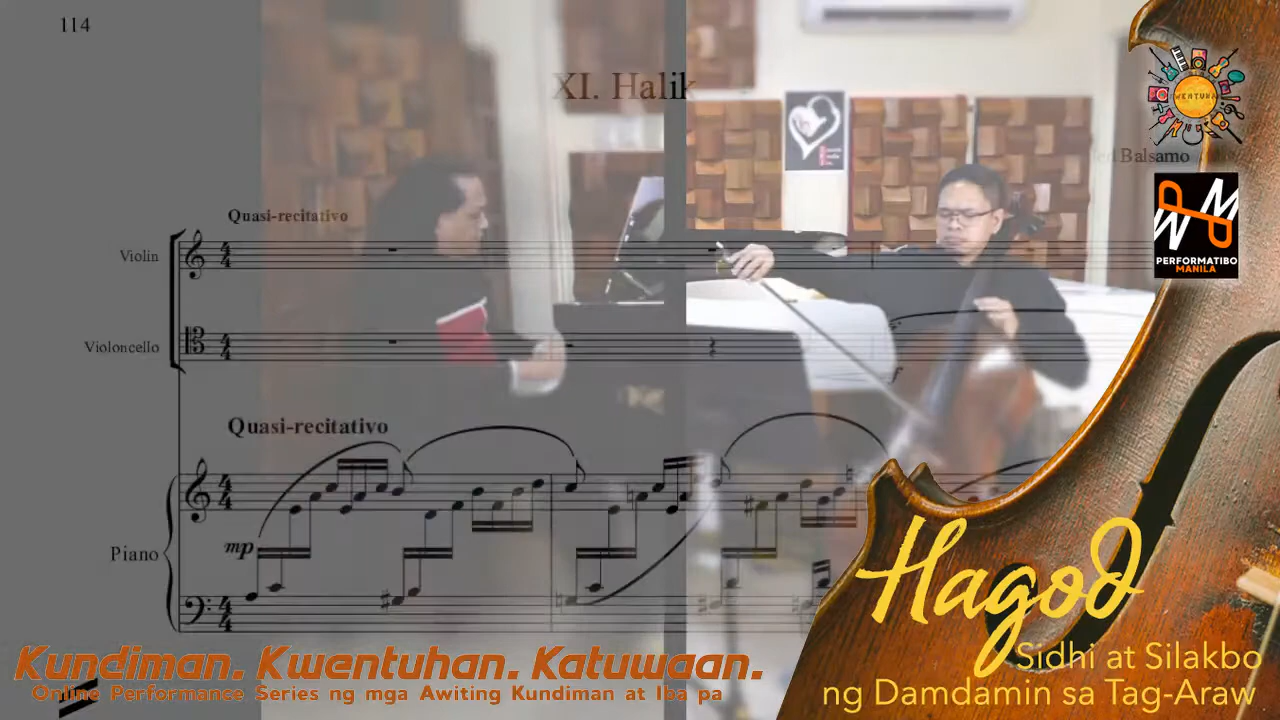 114
XI. Halik
Balsamo
Quasi-recitativo
Violin
Violoncello
Quasi-recitativo
Piano
mp
f
KWENTUHAN
PERFORMATIBO
MANILA
Hagod
Sidhi at Silakbo
ng Damdamin sa Tag-Araw
Kundiman. Kwentuhan. Katuwaan.
Online Performance Series ng mga Awiting Kundiman at Iba pa